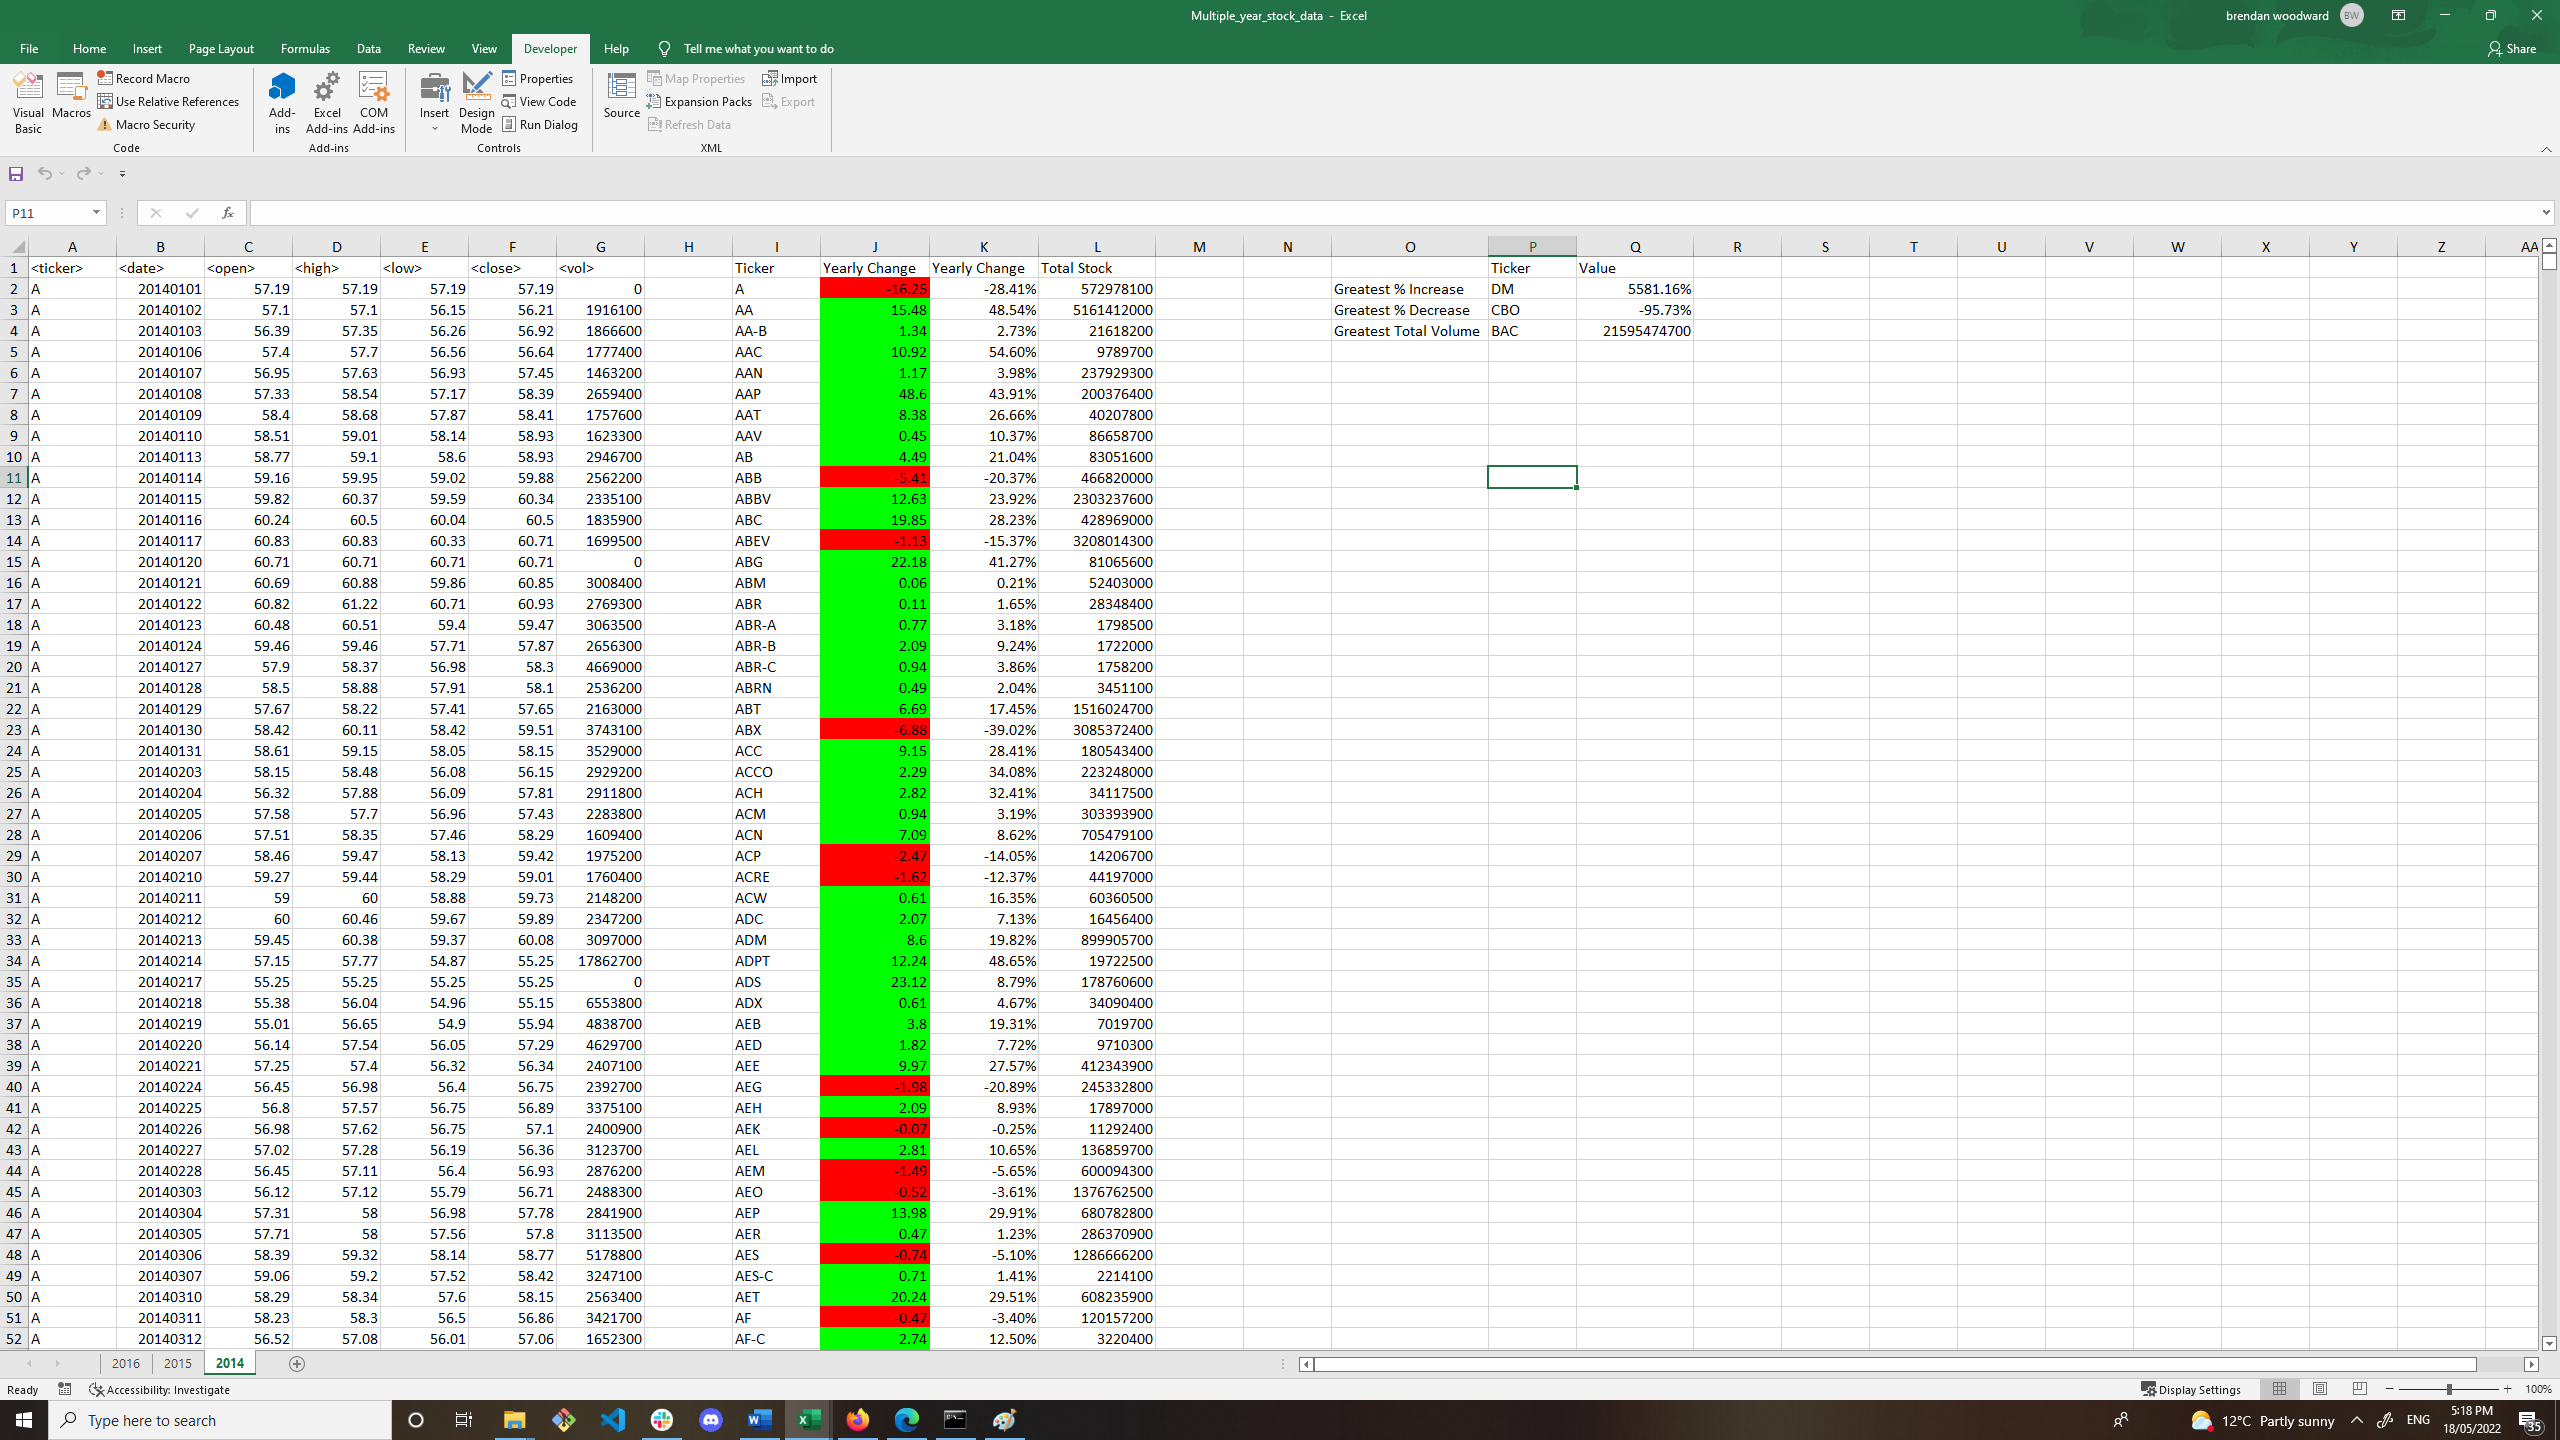 Multiple_year_stock_data - Excel
brendan woodward BW
File Home Insert Page Layout Formulas Data Review View Developer Help Tell me what you want to do Share
Visual Basic
Macros
Record Macro
Use Relative References
Macro Security
Code
Add-ins
Excel Add-ins
COM Add-ins
Add-ins
Insert
Design Mode
Properties
View Code
Run Dialog
Controls
Source
Map Properties
Expansion Packs
Refresh Data
Import
Export
XML
P11
A B C D E F G H I J K L M N O P Q R S T U V W X Y Z AA
1 <ticker> <date> <open> <high> <low> <close> <vol> Ticker Yearly Change Yearly Change Total Stock Ticker Value
2 A 20140101 57.19 57.19 57.19 57.19 0 A -16.25 -28.41% 572978100 Greatest % Increase DM 5581.16%
3 A 20140102 57.1 57.1 56.15 56.21 1916100 AA 15.48 48.54% 5161412000 Greatest % Decrease CBO -95.73%
4 A 20140103 56.39 57.35 56.26 56.92 1866600 AA-B 1.34 2.73% 21618200 Greatest Total Volume BAC 21595474700
5 A 20140106 57.4 57.7 56.56 56.64 1777400 AAC 10.92 54.60% 9789700
6 A 20140107 56.95 57.63 56.93 57.45 1463200 AAN 1.17 3.98% 237929300
7 A 20140108 57.33 58.54 57.17 58.39 2659400 AAP 48.6 43.91% 200376400
8 A 20140109 58.4 58.68 57.87 58.41 1757600 AAT 8.38 26.66% 40207800
9 A 20140110 58.51 59.01 58.14 58.93 1623300 AAV 0.45 10.37% 86658700
10 A 20140113 58.77 59.1 58.6 58.93 2946700 AB 4.49 21.04% 83051600
11 A 20140114 59.16 59.95 59.02 59.88 2562200 ABB -5.41 -20.37% 466820000
12 A 20140115 59.82 60.37 59.59 60.34 2335100 ABBV 12.63 23.92% 2303237600
13 A 20140116 60.24 60.5 60.04 60.5 1835900 ABC 19.85 28.23% 428969000
14 A 20140117 60.83 60.83 60.33 60.71 1699500 ABEV -1.13 -15.37% 3208014300
15 A 20140120 60.71 60.71 60.71 60.71 0 ABG 22.18 41.27% 81065600
16 A 20140121 60.69 60.88 59.86 60.85 3008400 ABM 0.06 0.21% 52403000
17 A 20140122 60.82 61.22 60.71 60.93 2769300 ABR 0.11 1.65% 28348400
18 A 20140123 60.48 60.51 59.4 59.47 3063500 ABR-A 0.77 3.18% 1798500
19 A 20140124 59.46 59.46 57.71 57.87 2656300 ABR-B 2.09 9.24% 1722000
20 A 20140127 57.9 58.37 56.98 58.3 4669000 ABR-C 0.94 3.86% 1758200
21 A 20140128 58.5 58.88 57.91 58.1 2536200 ABRN 0.49 2.04% 3451100
22 A 20140129 57.67 58.22 57.41 57.65 2163000 ABT 6.69 17.45% 1516024700
23 A 20140130 58.42 60.11 58.42 59.51 3743100 ABX -6.88 -39.02% 3085372400
24 A 20140131 58.61 59.15 58.05 58.15 3529000 ACC 9.15 28.41% 180543400
25 A 20140203 58.15 58.48 56.08 56.15 2929200 ACCO 2.29 34.08% 223248000
26 A 20140204 56.32 57.88 56.09 57.81 2911800 ACH 2.82 32.41% 34117500
27 A 20140205 57.58 57.7 56.96 57.43 2283800 ACM 0.94 3.19% 303393900
28 A 20140206 57.51 58.35 57.46 58.29 1609400 ACN 7.09 8.62% 705479100
29 A 20140207 58.46 59.47 58.13 59.42 1975200 ACP -2.47 -14.05% 14206700
30 A 20140210 59.27 59.44 58.29 59.01 1760400 ACRE -1.62 -12.37% 44197000
31 A 20140211 59 60 58.88 59.73 2148200 ACW 0.61 16.35% 60360500
32 A 20140212 60 60.46 59.67 59.89 2347200 ADC 2.07 7.13% 16456400
33 A 20140213 59.45 60.38 59.37 60.08 3097000 ADM 8.6 19.82% 899905700
34 A 20140214 57.15 57.77 54.87 55.25 17862700 ADPT 12.24 48.65% 19722500
35 A 20140217 55.25 55.25 55.25 55.25 0 ADS 23.12 8.79% 178760600
36 A 20140218 55.38 56.04 54.96 55.15 6553800 ADX 0.61 4.67% 34090400
37 A 20140219 55.01 56.65 54.9 55.94 4838700 AEB 3.8 19.31% 7019700
38 A 20140220 56.14 57.54 56.05 57.29 4629700 AED 1.82 7.72% 9710300
39 A 20140221 57.25 57.4 56.32 56.34 2407100 AEE 9.97 27.57% 412343900
40 A 20140224 56.45 56.98 56.4 56.75 2392700 AEG -1.98 -20.89% 245332800
41 A 20140225 56.8 57.57 56.75 56.89 3375100 AEH 2.09 8.93% 17897000
42 A 20140226 56.98 57.62 56.75 57.1 2400900 AEK -0.07 -0.25% 11292400
43 A 20140227 57.02 57.28 56.19 56.36 3123700 AEL 2.81 10.65% 136859700
44 A 20140228 56.45 57.11 56.4 56.93 2876200 AEM -1.49 -5.65% 600094300
45 A 20140303 56.12 57.12 55.79 56.71 2488300 AEO -0.52 -3.61% 1376762500
46 A 20140304 57.31 58 56.98 57.78 2841900 AEP 13.98 29.91% 680782800
47 A 20140305 57.71 58 57.56 57.8 3113500 AER 0.47 1.23% 286370900
48 A 20140306 58.39 59.32 58.14 58.77 5178800 AES -0.74 -5.10% 1286666200
49 A 20140307 59.06 59.2 57.52 58.42 3247100 AES-C 0.71 1.41% 2214100
50 A 20140310 58.29 58.34 57.6 58.15 2563400 AET 20.24 29.51% 608235900
51 A 20140311 58.23 58.3 56.5 56.86 3421700 AF -0.47 -3.40% 120157200
52 A 20140312 56.52 57.08 56.01 57.06 1652300 AF-C 2.74 12.50% 3220400
2016 2015 2014
Ready Accessibility: Investigate Display Settings 100%
Type here to search
12°C Partly sunny ENG 5:18 PM
18/05/2022
35